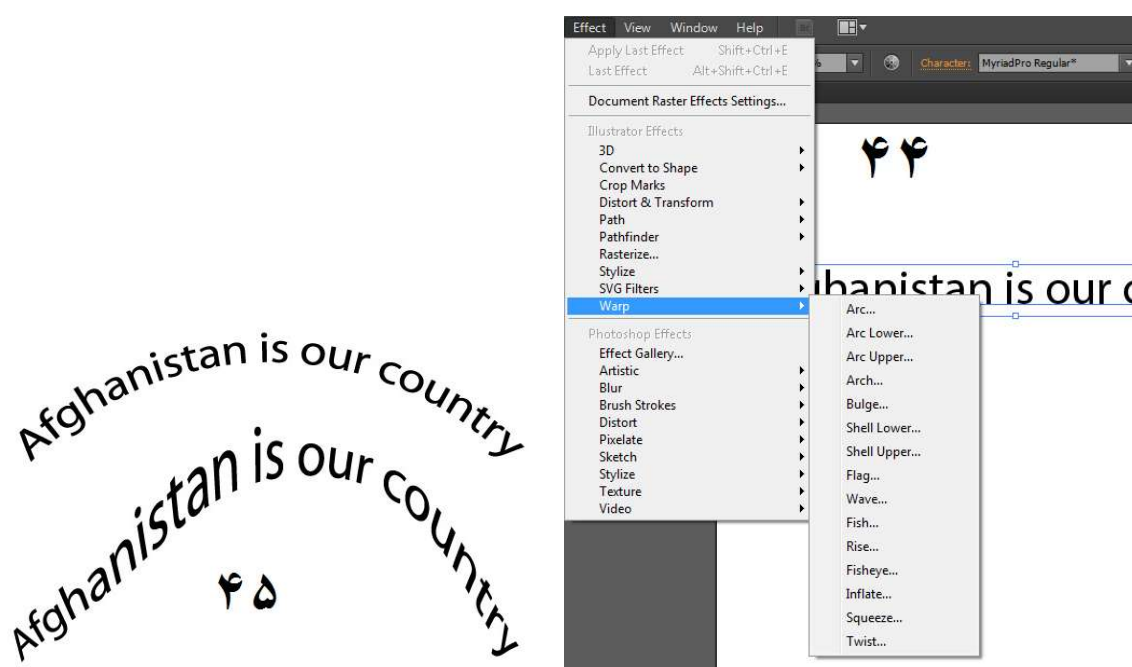 Afghanistan is our country
Afghanistan is our country
۴۵
Effect View Window Help Br
Apply Last Effect Shift+Ctrl+E
Last Effect Alt+Shift+Ctrl+E
Document Raster Effects Settings...
Illustrator Effects
3D
Convert to Shape
Crop Marks
Distort & Transform
Path
Pathfinder
Rasterize...
Stylize
SVG Filters
Warp
Photoshop Effects
Effect Gallery...
Artistic
Blur
Brush Strokes
Distort
Pixelate
Sketch
Stylize
Texture
Video
% Character: MyriadPro Regular*
۴۴
hanistan is our c
Arc...
Arc Lower...
Arc Upper...
Arch...
Bulge...
Shell Lower...
Shell Upper...
Flag...
Wave...
Fish...
Rise...
Fisheye...
Inflate...
Squeeze...
Twist...